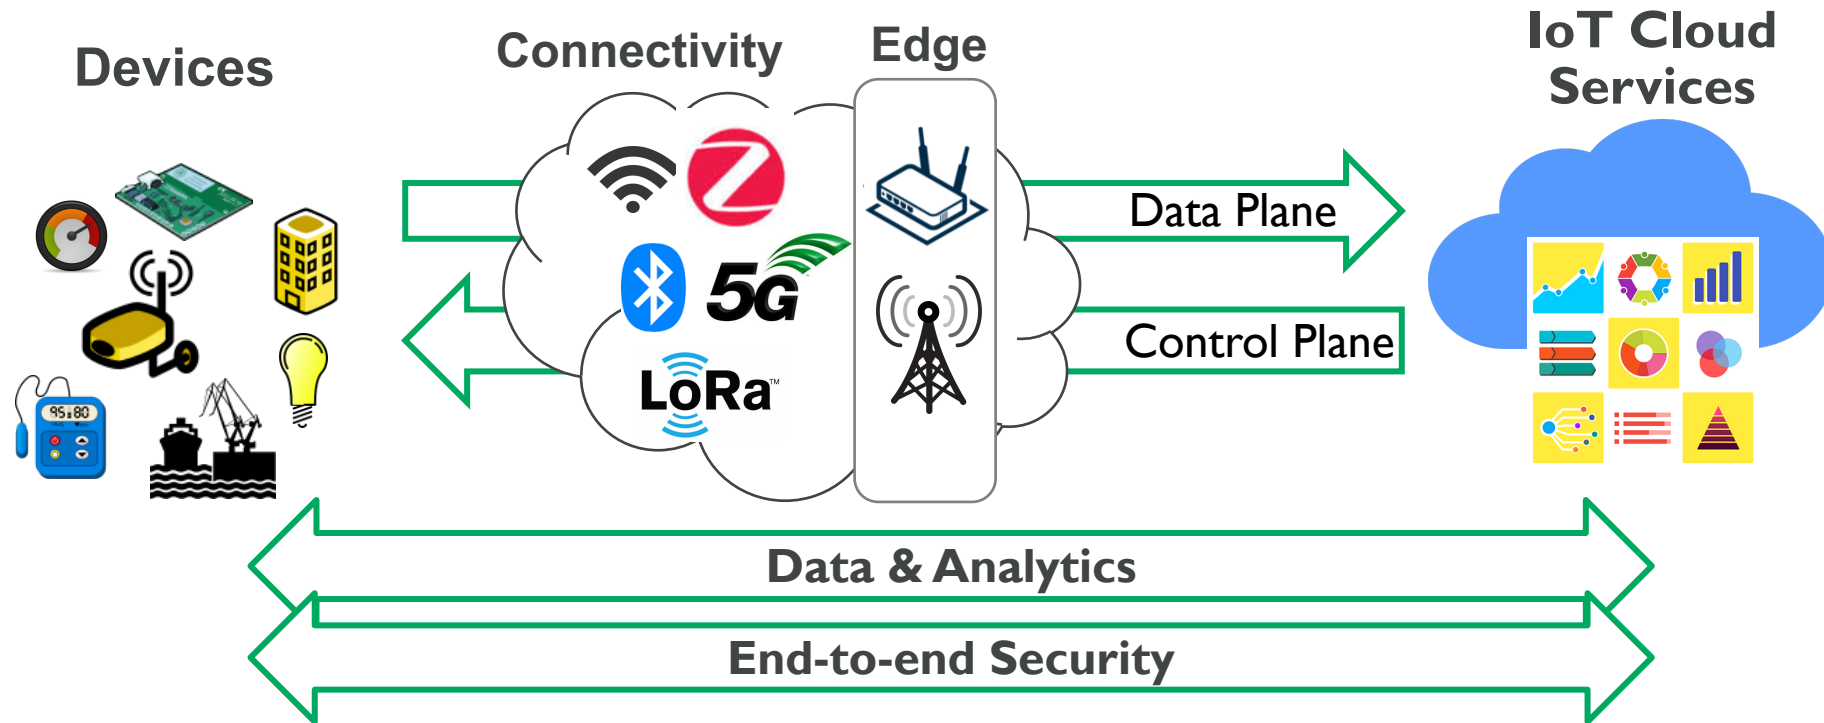 Devices
Connectivity
Edge
IoT Cloud
Services
Data Plane
5G
Control Plane
LoRa™
95 80
Data & Analytics
End-to-end Security